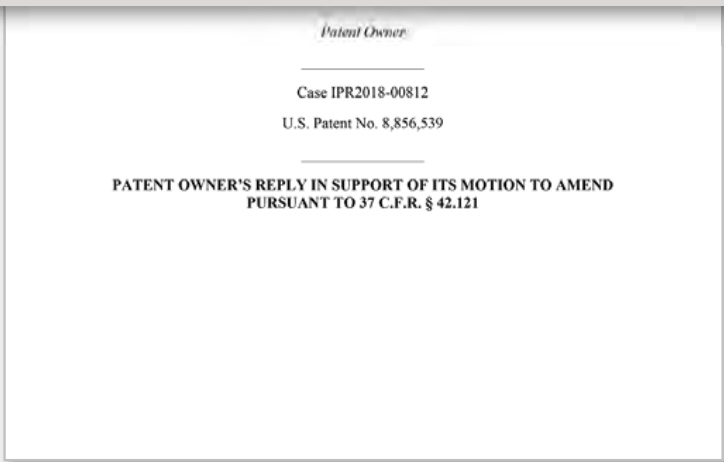 Patent Owner
Case IPR2018-00812
U.S. Patent No. 8,856,539
PATENT OWNER'S REPLY IN SUPPORT OF ITS MOTION TO AMEND
PURSUANT TO 37 C.F.R. § 42.121